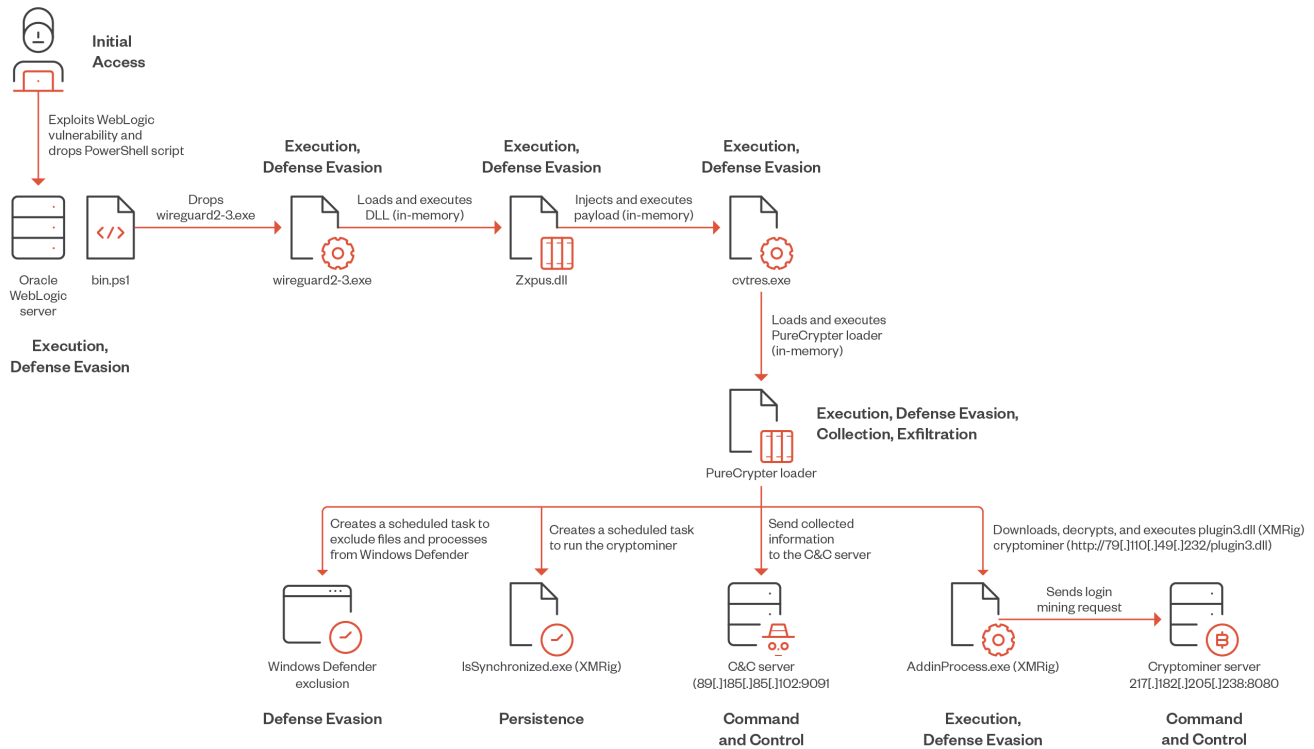 Initial
Access
Exploits WebLogic
vulnerability and
drops PowerShell script
Execution,
Defense Evasion
Execution,
Defense Evasion
Execution,
Defense Evasion
Drops
wireguard2-3.exe
Loads and executes
DLL (in-memory)
Injects and executes
payload (in-memory)
Oracle
WebLogic
server
bin.ps1
wireguard2-3.exe
Zxpus.dll
cvtres.exe
Execution,
Defense Evasion
Loads and executes
PureCrypter loader
(in-memory)
Execution, Defense Evasion,
Collection, Exfiltration
PureCrypter loader
Creates a scheduled task to
exclude files and processes
from Windows Defender
Creates a scheduled task
to run the cryptominer
Send collected
information
to the C&C server
Downloads, decrypts, and executes plugin3.dll (XMRig)
cryptominer (http://79[.]110[.]49[.]232/plugin3.dll)
Sends login
mining request
Windows Defender
exclusion
IsSynchronized.exe (XMRig)
C&C server
(89[.]185[.]85[.]102:9091
AddinProcess.exe (XMRig)
Cryptominer server
217[.]182[.]205[.]238:8080
Defense Evasion
Persistence
Command
and Control
Execution,
Defense Evasion
Command
and Control